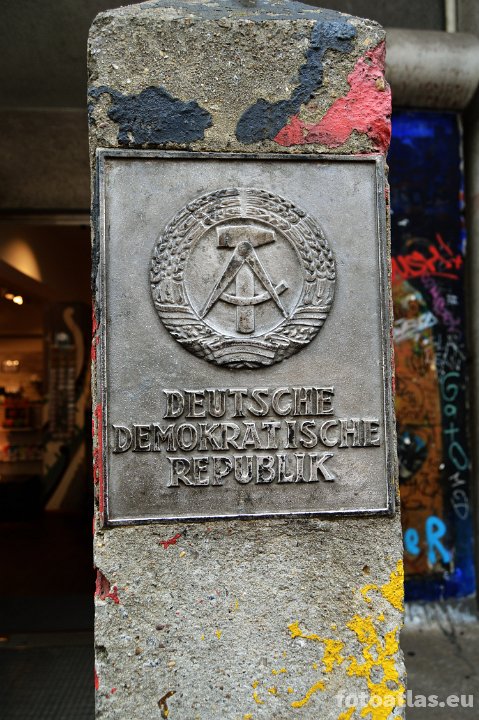 DEUTSCHE
DEMOKRATISCHE
REPUBLIK
fotoatlas.eu